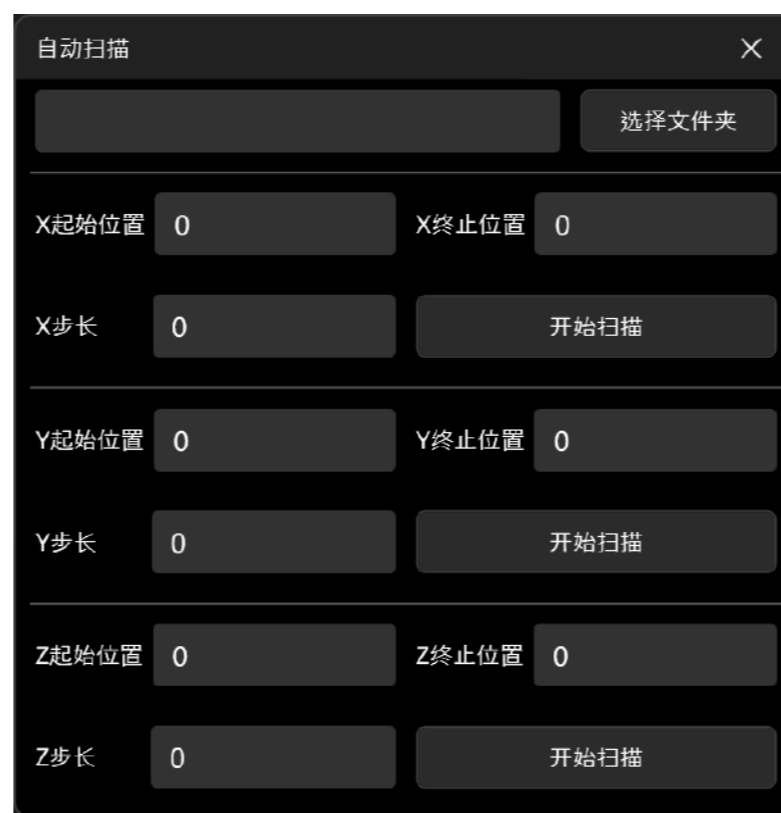 自动扫描
选择文件夹
X起始位置 0 X终止位置 0
X步长 0 开始扫描
Y起始位置 0 Y终止位置 0
Y步长 0 开始扫描
Z起始位置 0 Z终止位置 0
Z步长 0 开始扫描